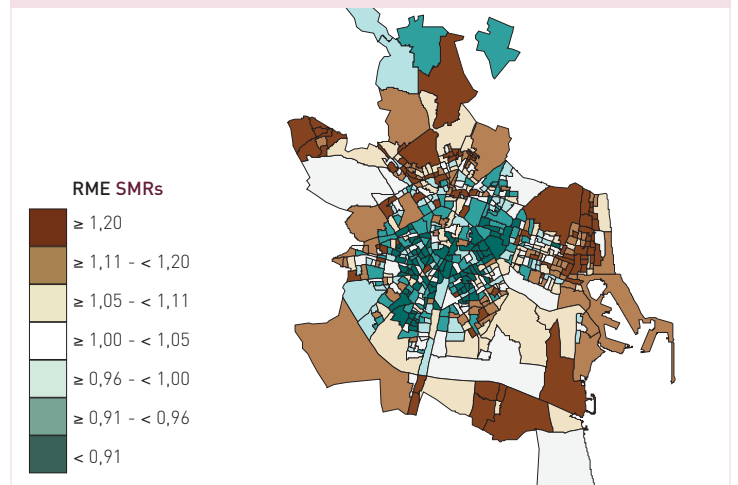 RME SMRs
≥ 1,20
≥ 1,11 - < 1,20
≥ 1,05 - < 1,11
≥ 1,00 - < 1,05
≥ 0,96 - < 1,00
≥ 0,91 - < 0,96
< 0,91